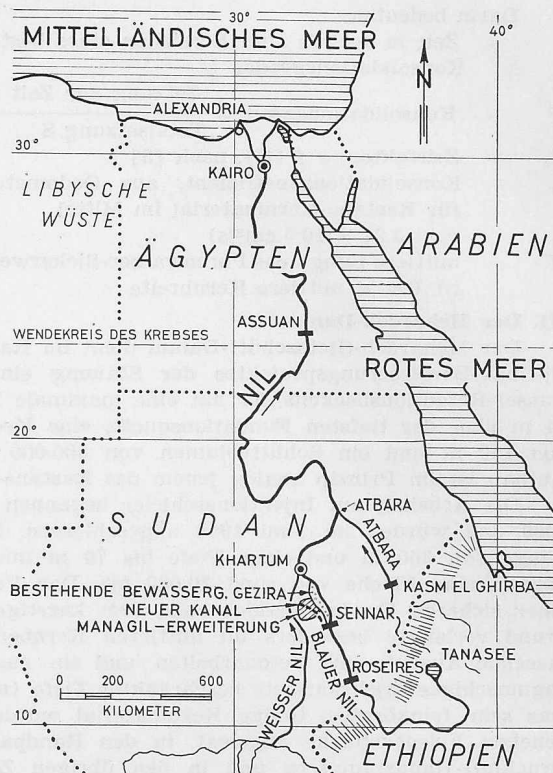 30°
40°
MITTELLÄNDISCHES MEER
N
ALEXANDRIA
30°
KAIRO
LIBYSCHE
WÜSTE
ÄGYPTEN
ARABIEN
ASSUAN
WENDEKREIS DES KREBSES
ROTES MEER
NIL
20°
SUDAN
ATBARA
ATBARA
KHARTUM
KASM EL GHIRBA
BESTEHENDE BEWÄSSERG. GEZIRA
NEUER KANAL
MANAGIL-ERWEITERUNG
SENNAR
TANASEE
BLAUER NIL
WEISSER NIL
ROSEIRES
0 200 600
KILOMETER
10°
ETHIOPIEN